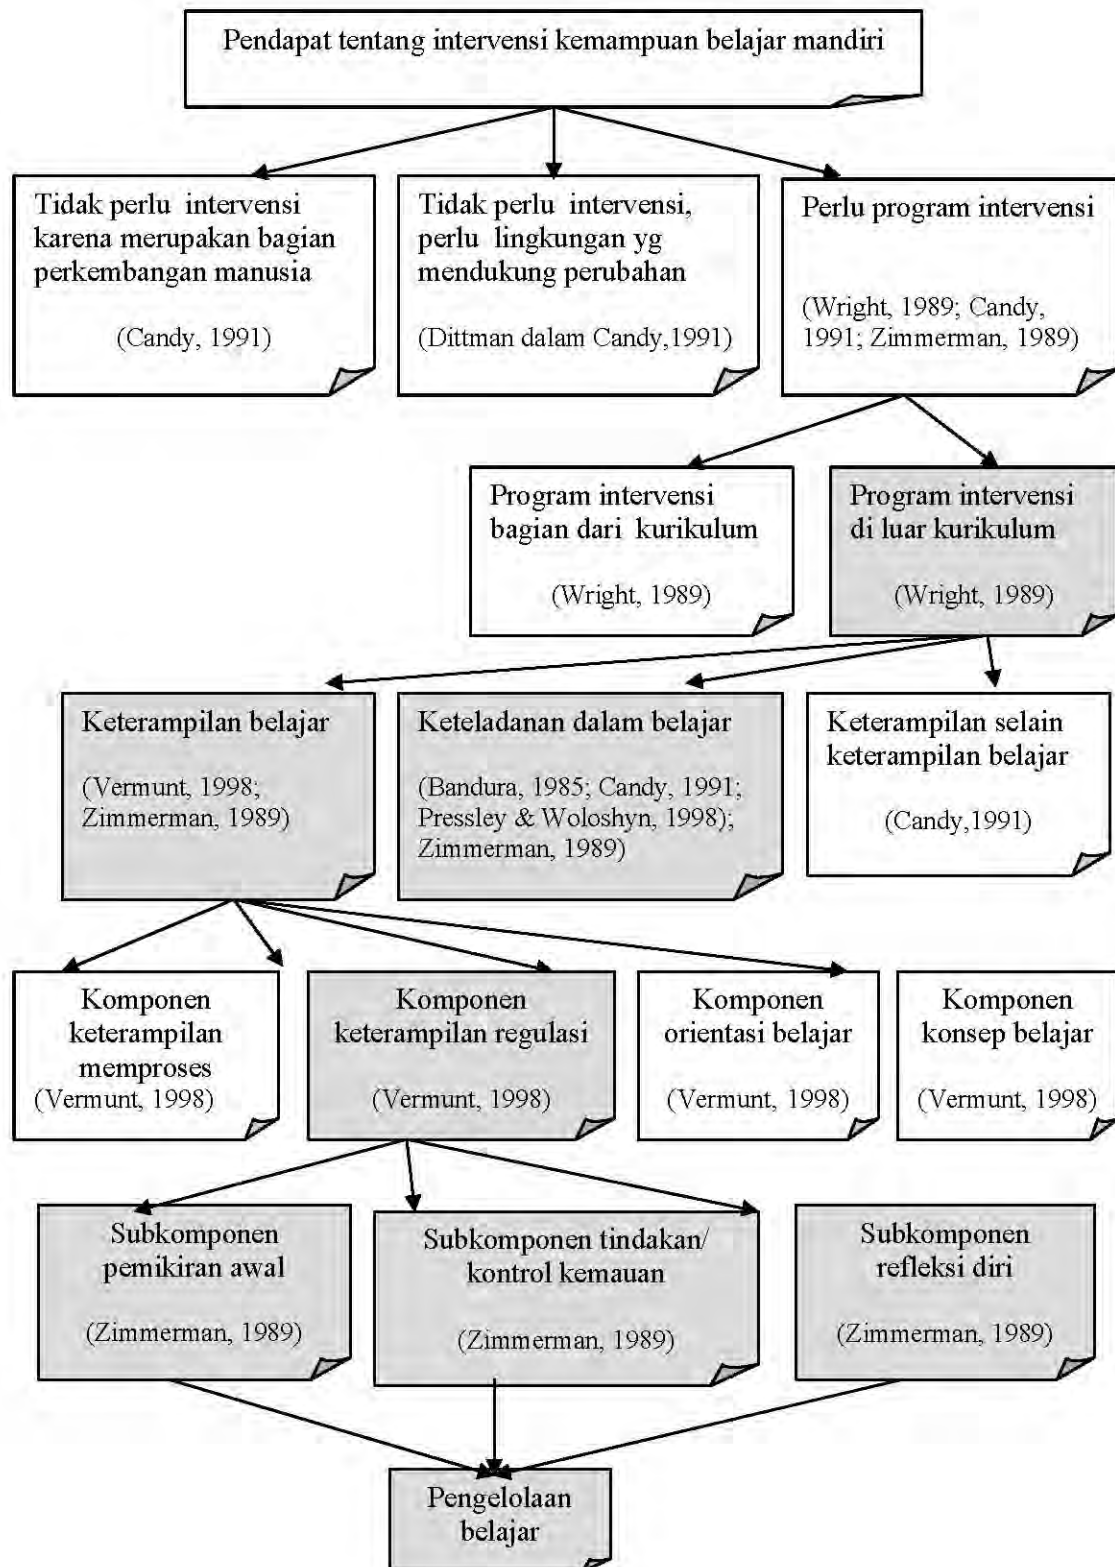 Pendapat tentang intervensi kemampuan belajar mandiri
Tidak perlu intervensi
karena merupakan bagian
perkembangan manusia
(Candy, 1991)
Tidak perlu intervensi,
perlu lingkungan yg
mendukung perubahan
(Dittman dalam Candy,1991)
Perlu program intervensi
(Wright, 1989; Candy,
1991; Zimmerman, 1989)
Program intervensi
bagian dari kurikulum
(Wright, 1989)
Program intervensi
di luar kurikulum
(Wright, 1989)
Keterampilan belajar
(Vermunt, 1998;
Zimmerman, 1989)
Keteladanan dalam belajar
(Bandura, 1985; Candy, 1991;
Pressley & Woloshyn, 1998);
Zimmerman, 1989)
Keterampilan selain
keterampilan belajar
(Candy,1991)
Komponen
keterampilan
memproses
(Vermunt, 1998)
Komponen
keterampilan regulasi
(Vermunt, 1998)
Komponen
orientasi belajar
(Vermunt, 1998)
Komponen
konsep belajar
(Vermunt, 1998)
Subkomponen
pemikiran awal
(Zimmerman, 1989)
Subkomponen tindakan/
kontrol kemauan
(Zimmerman, 1989)
Subkomponen
refleksi diri
(Zimmerman, 1989)
Pengelolaan
belajar